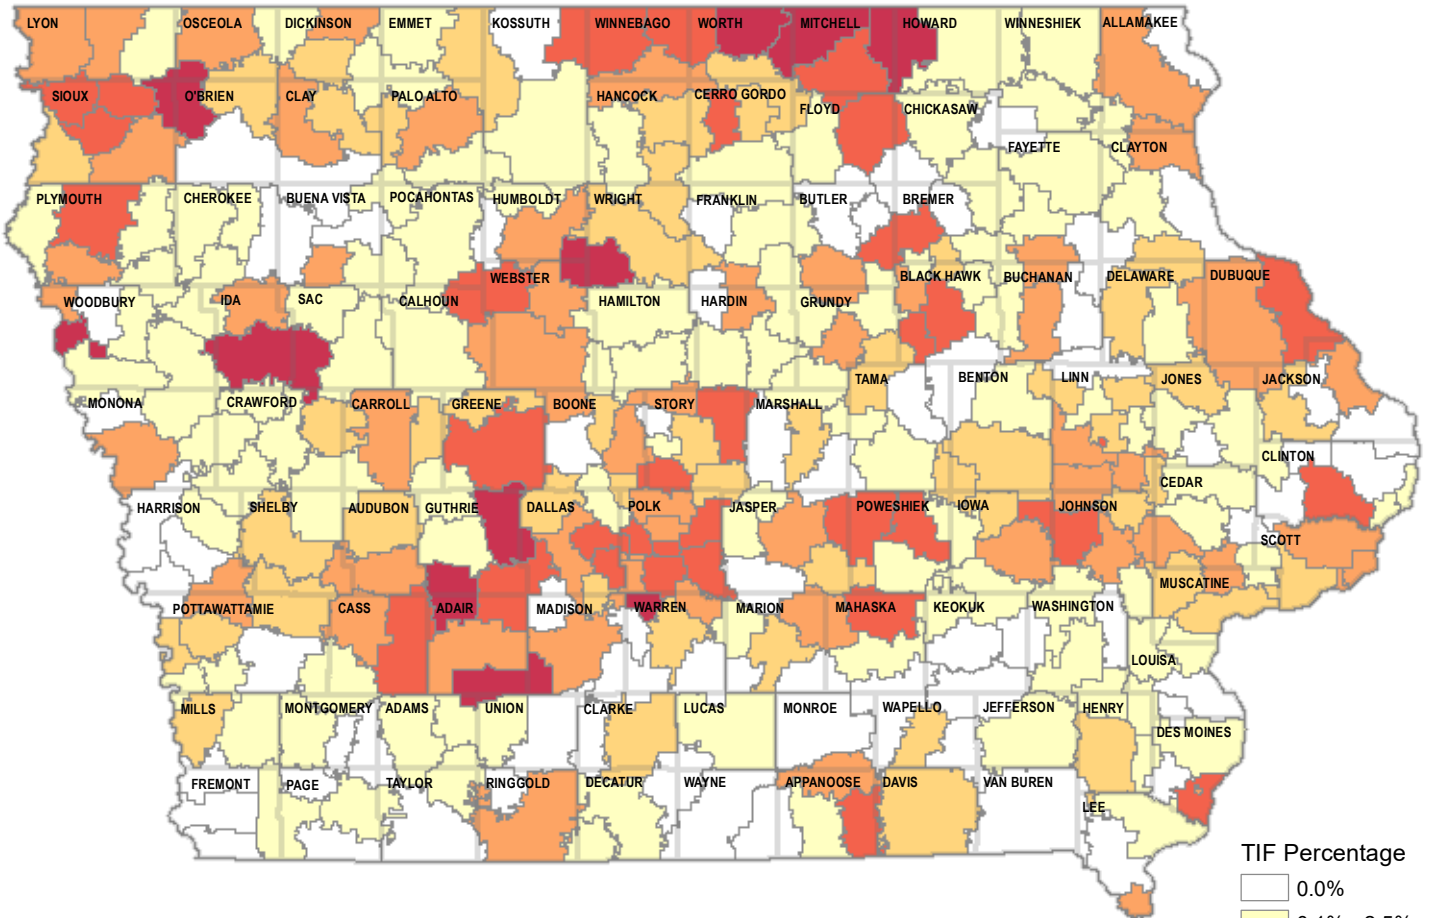 LYON
OSCEOLA
DICKINSON
EMMET
KOSSUTH
WINNEBAGO
WORTH
MITCHELL
HOWARD
WINNESHIEK
ALLAMAKEE
SIOUX
O'BRIEN
CLAY
PALO ALTO
HANCOCK
CERRO GORDO
FLOYD
CHICKASAW
FAYETTE
CLAYTON
PLYMOUTH
CHEROKEE
BUENA VISTA
POCAHONTAS
HUMBOLDT
WRIGHT
FRANKLIN
BUTLER
BREMER
WOODBURY
IDA
SAC
CALHOUN
WEBSTER
HAMILTON
HARDIN
GRUNDY
BLACK HAWK
BUCHANAN
DELAWARE
DUBUQUE
MONONA
CRAWFORD
CARROLL
GREENE
BOONE
STORY
MARSHALL
TAMA
BENTON
LINN
JONES
JACKSON
CLINTON
CEDAR
HARRISON
SHELBY
AUDUBON
GUTHRIE
DALLAS
POLK
JASPER
POWESHIEK
IOWA
JOHNSON
SCOTT
MUSCATINE
POTTAWATTAMIE
CASS
ADAIR
MADISON
WARREN
MARION
MAHASKA
KEOKUK
WASHINGTON
LOUISA
MILLS
MONTGOMERY
ADAMS
UNION
CLARKE
LUCAS
MONROE
WAPELLO
JEFFERSON
HENRY
DES MOINES
FREMONT
PAGE
TAYLOR
RINGGOLD
DECATUR
WAYNE
APPANOOSE
DAVIS
VAN BUREN
LEE
TIF Percentage
0.0%